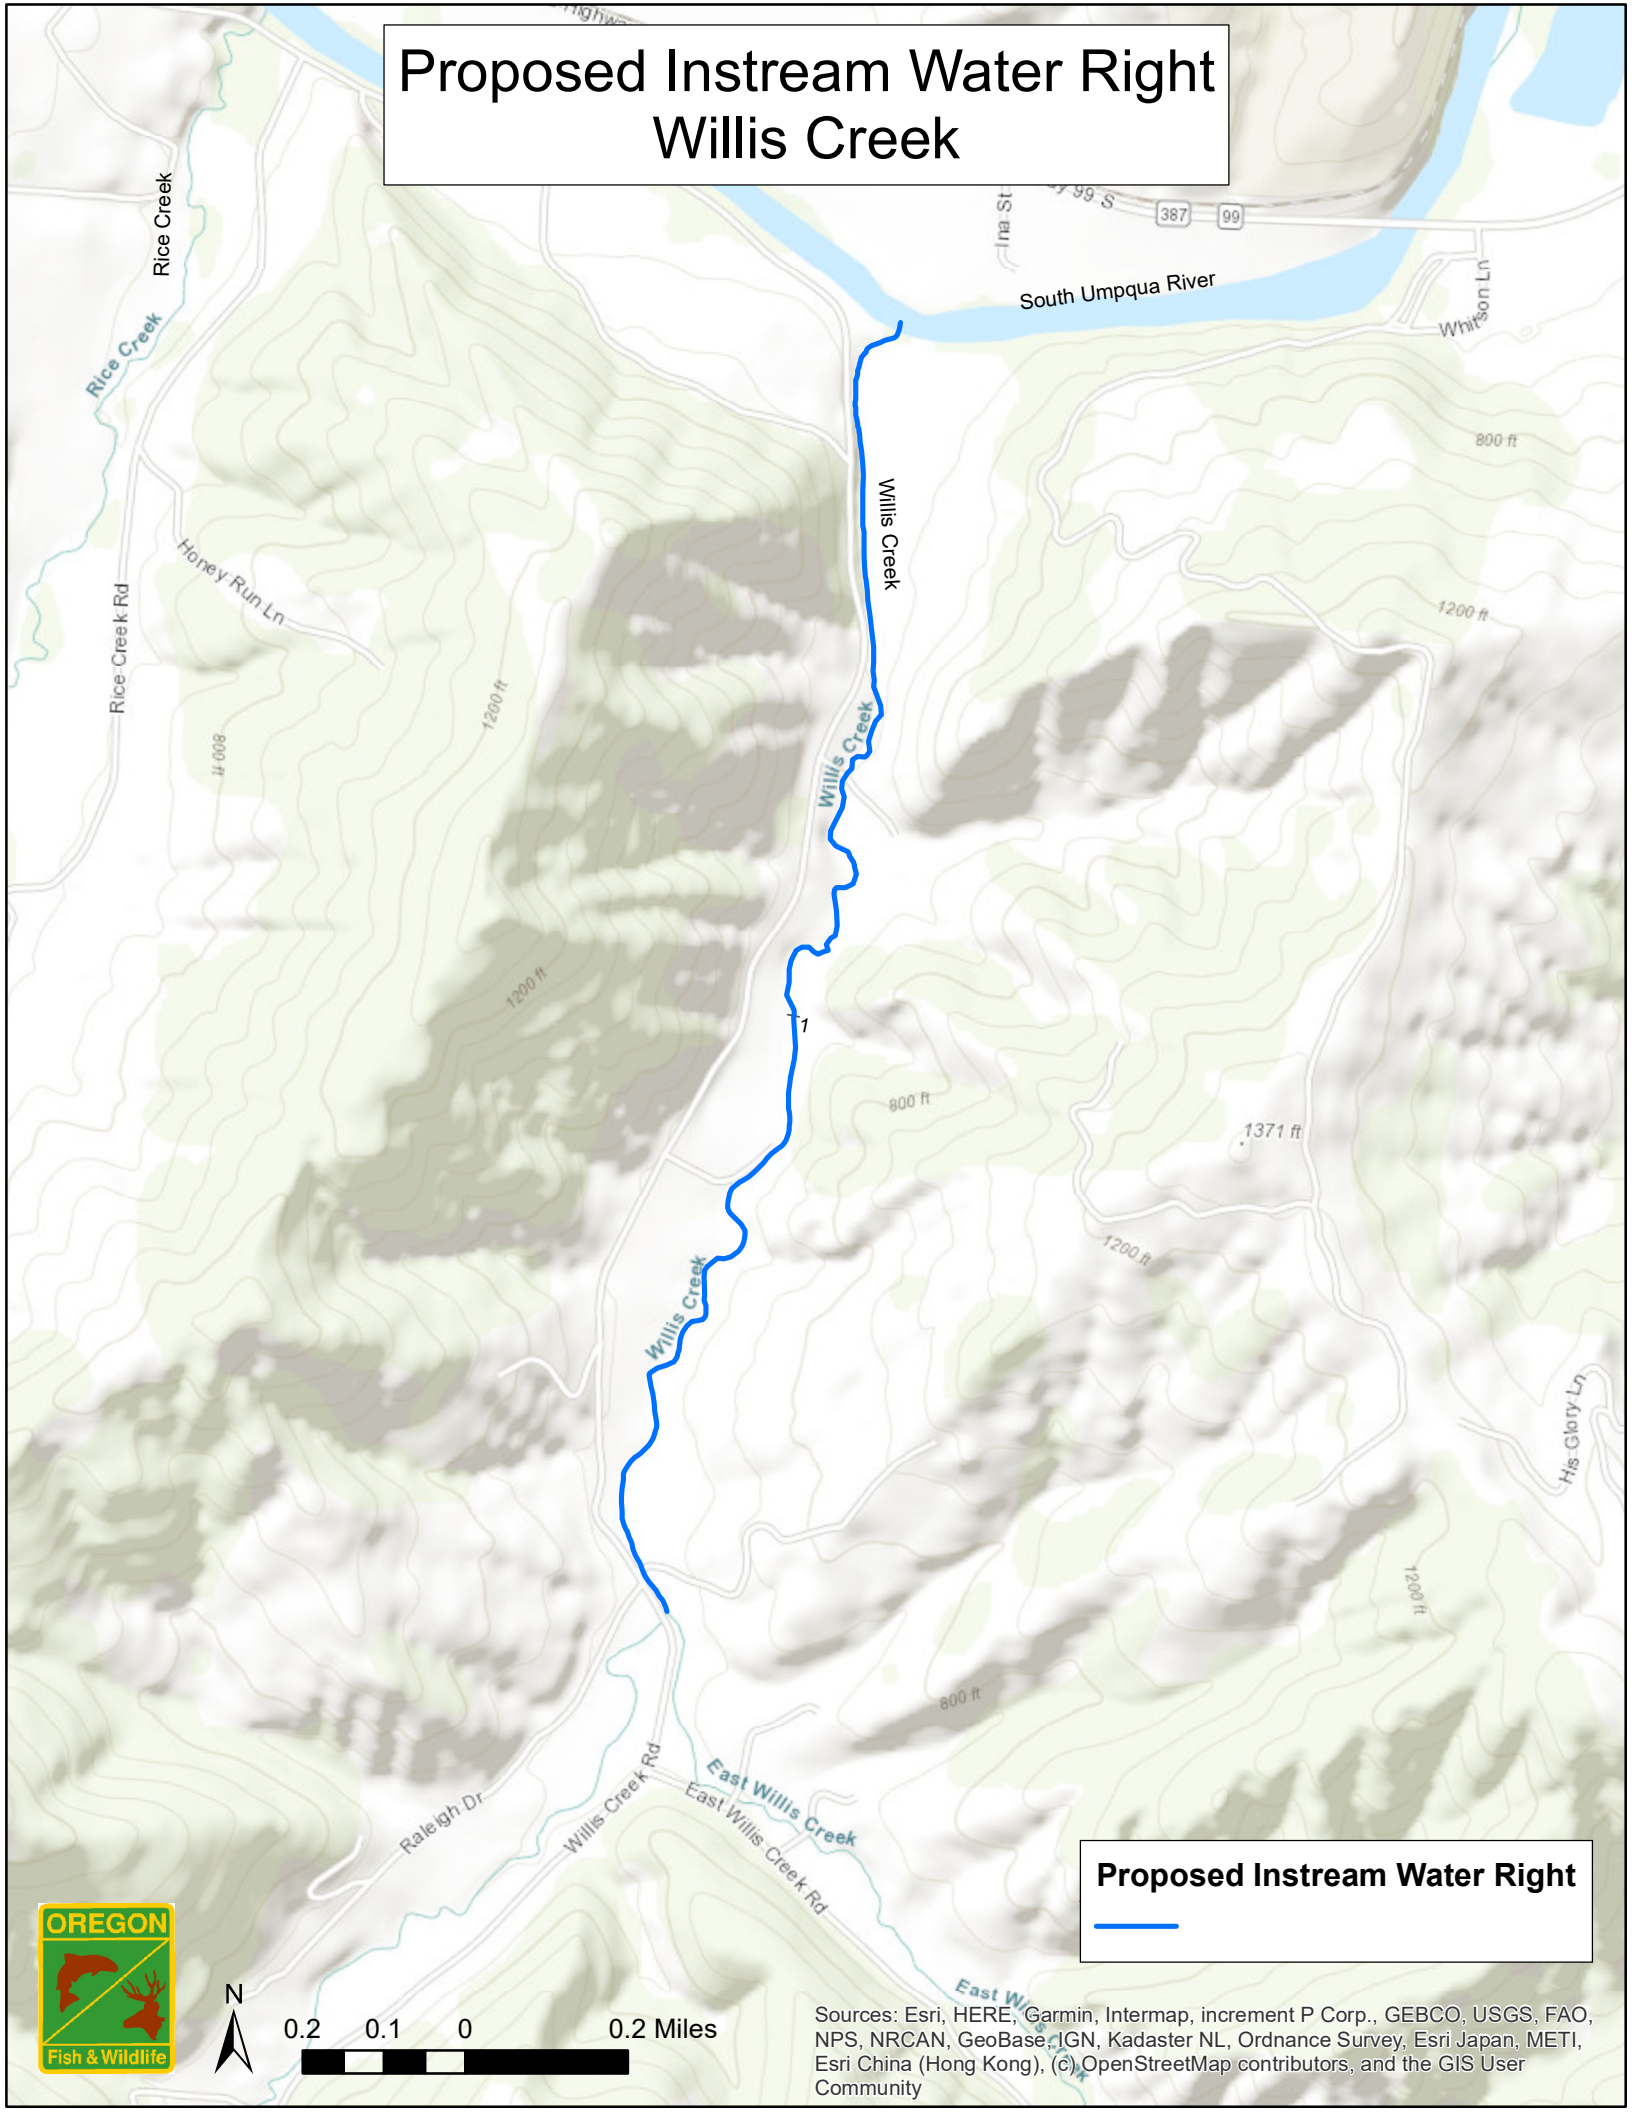 Proposed Instream Water Right
Willis Creek
Highwa
y 99 S
387
99
Ina St
South Umpqua River
Whitson Ln
Rice Creek
Rice Creek
Rice Creek Rd
Honey Run Ln
800 ft
1200 ft
Willis Creek
800 ft
1200 ft
Willis Creek
1200 ft
1
800 ft
1371 ft
1200 ft
Willis Creek
His Glory Ln
1200 ft
800 ft
Raleigh Dr
Willis Creek Rd
East Willis Creek
East Willis Creek Rd
East Willis Creek
Proposed Instream Water Right
OREGON
Fish & Wildlife
N
0.2 0.1 0 0.2 Miles
Sources: Esri, HERE, Garmin, Intermap, increment P Corp., GEBCO, USGS, FAO,
NPS, NRCAN, GeoBase, IGN, Kadaster NL, Ordnance Survey, Esri Japan, METI,
Esri China (Hong Kong), (c) OpenStreetMap contributors, and the GIS User
Community